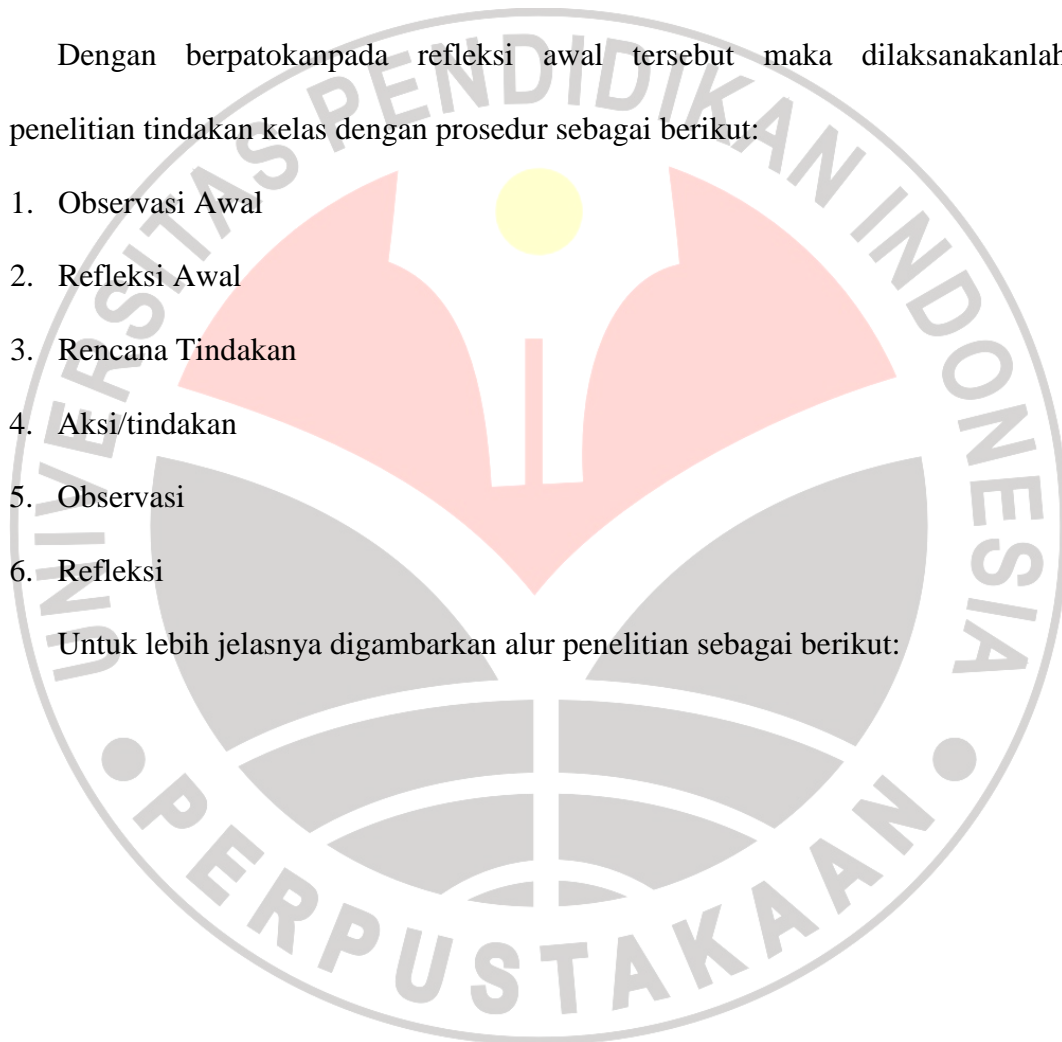 Dengan berpatokanpada refleksi awal tersebut maka dilaksanakanlah
penelitian tindakan kelas dengan prosedur sebagai berikut:
1. Observasi Awal
2. Refleksi Awal
3. Rencana Tindakan
4. Aksi/tindakan
5. Observasi
6. Refleksi
Untuk lebih jelasnya digambarkan alur penelitian sebagai berikut:
UNIVERSITAS PENDIDIKAN INDONESIA
PERPUSTAKAAN